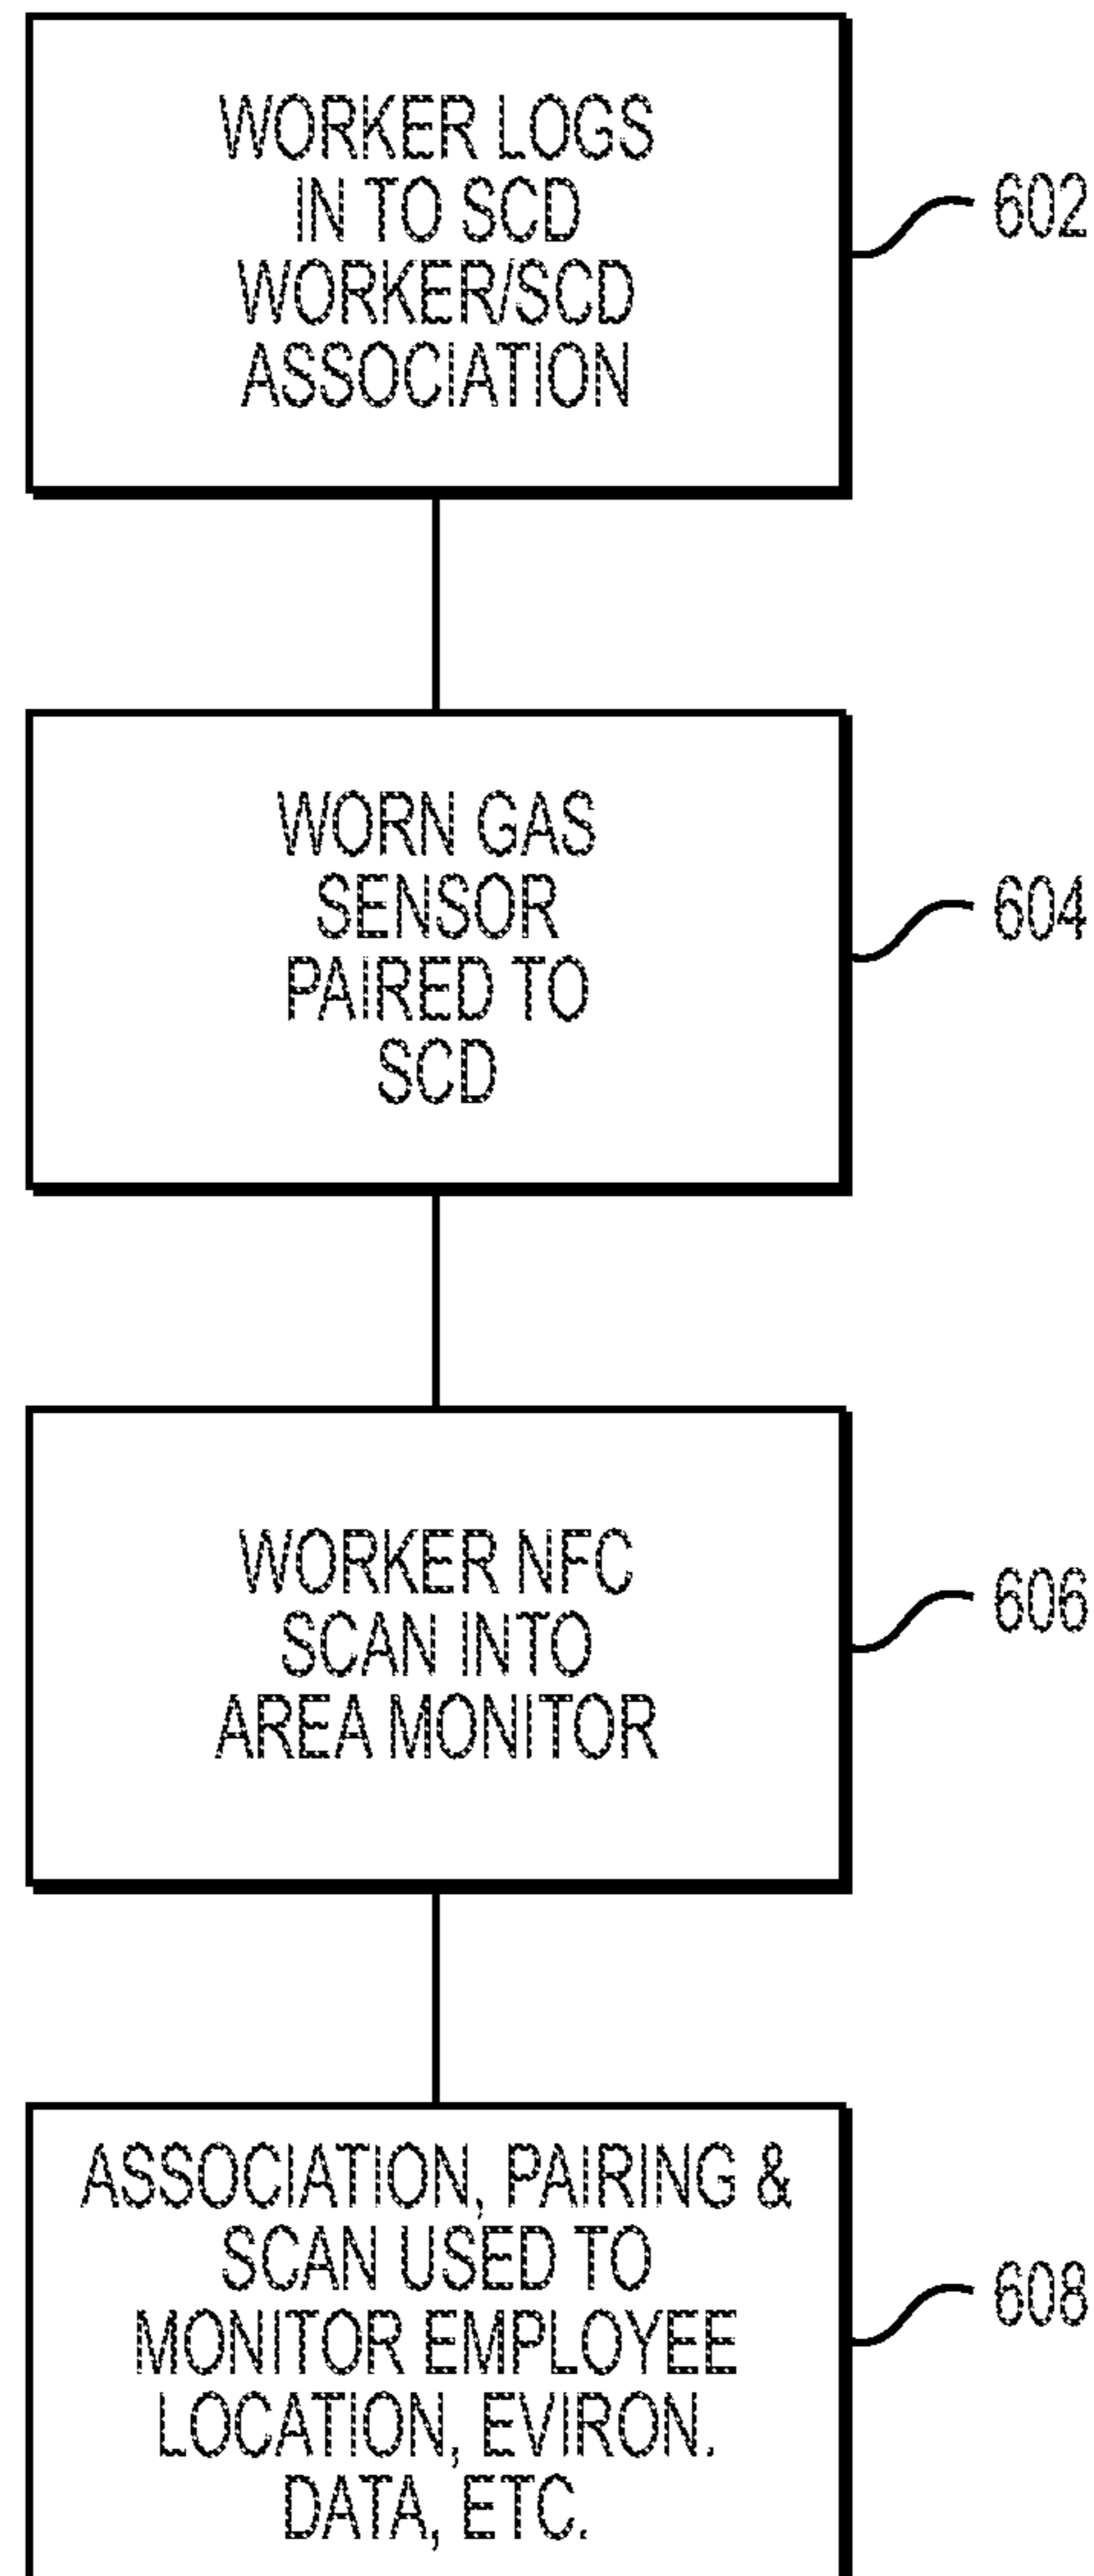 WORKER LOGS
IN TO SCD
WORKER/SCD
ASSOCIATION
602
WORN GAS
SENSOR
PAIRED TO
SCD
604
WORKER NFC
SCAN INTO
AREA MONITOR
606
ASSOCIATION, PAIRING &
SCAN USED TO
MONITOR EMPLOYEE
LOCATION, EVIRON.
DATA, ETC.
608